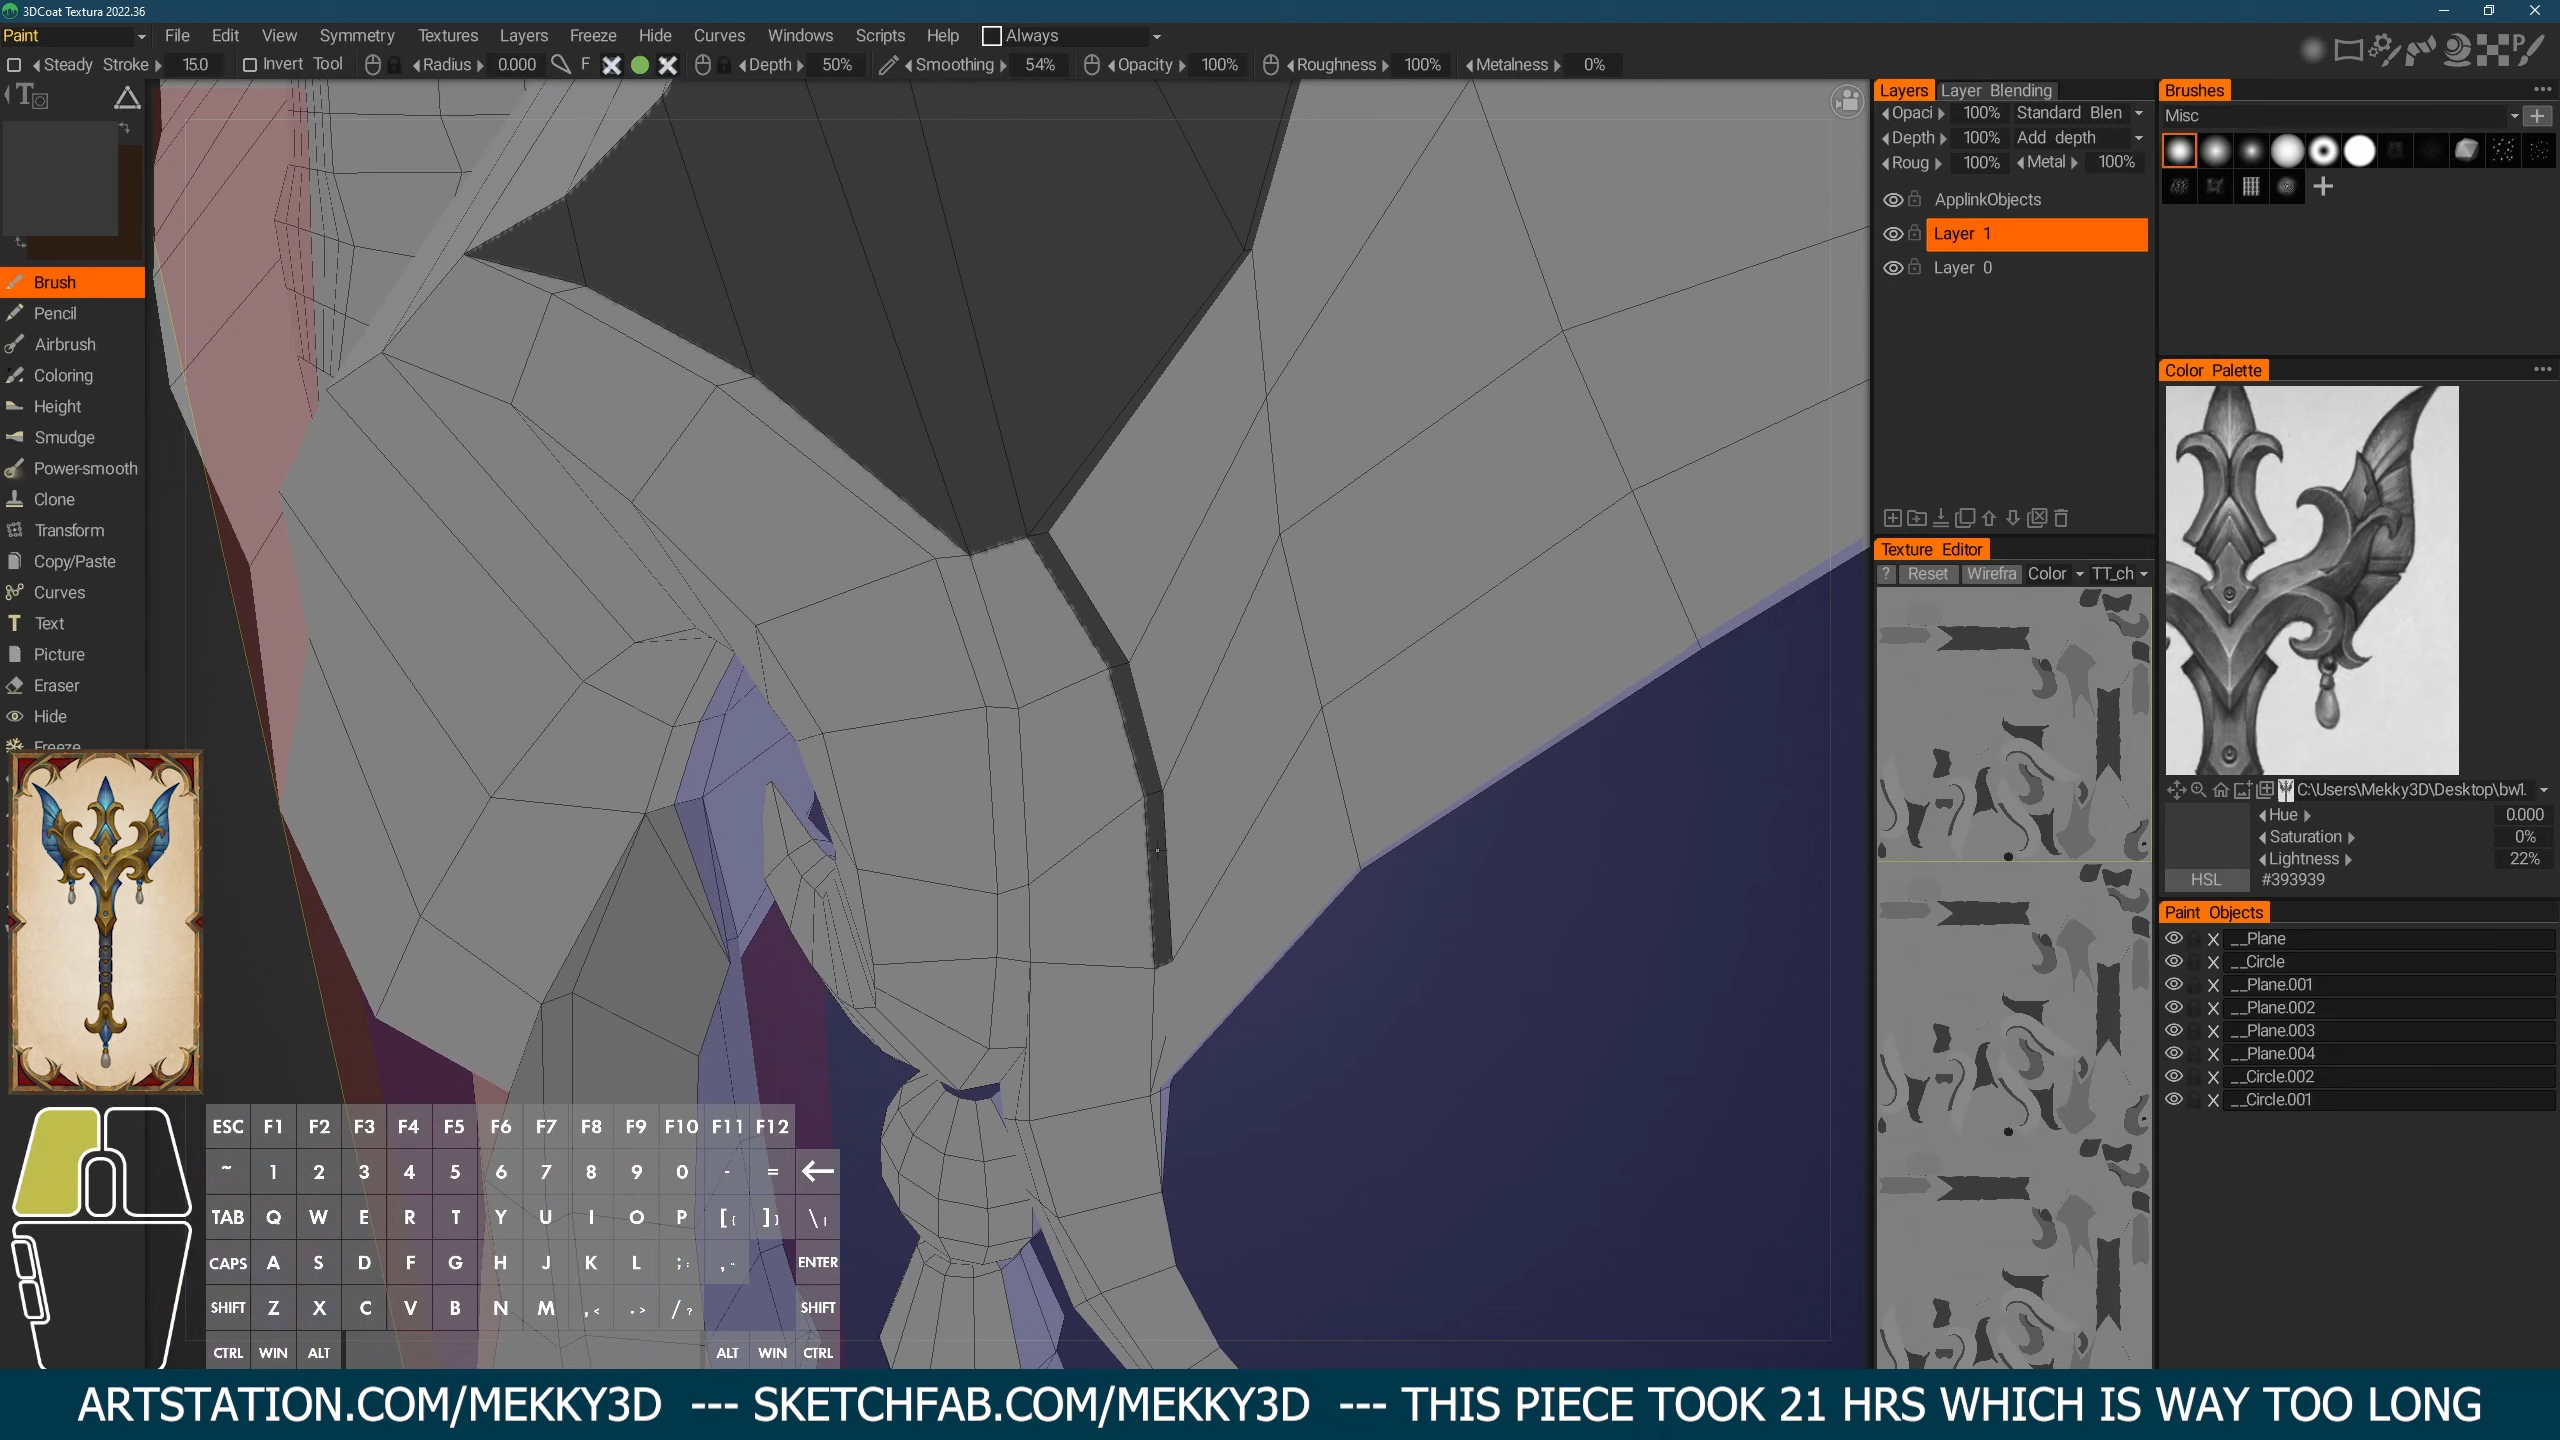 3DCoat Textura 2022.36
Paint File Edit View Symmetry Textures Layers Freeze Hide Curves Windows Scripts Help Always
Steady Stroke 15.0 Invert Tool Radius 0.000 F Depth 50% Smoothing 54% Opacity 100% Roughness 100% Metalness 0%
Brush
Pencil
Airbrush
Coloring
Height
Smudge
Power-smooth
Clone
Transform
Copy/Paste
Curves
Text
Picture
Eraser
Hide
Freeze
Layers Layer Blending
Opaci 100% Standard Blen
Depth 100% Add depth
Roug 100% Metal 100%
ApplinkObjects
Layer 1
Layer 0
Texture Editor
? Reset Wirefra Color TT_ch
Brushes
Misc
Color Palette
C:\Users\Mekky3D\Desktop\bwl.
Hue 0.000
Saturation 0%
Lightness 22%
HSL #393939
Paint Objects
X __Plane
X __Circle
X __Plane.001
X __Plane.002
X __Plane.003
X __Plane.004
X __Circle.002
X __Circle.001
ESC F1 F2 F3 F4 F5 F6 F7 F8 F9 F10 F11 F12
~ 1 2 3 4 5 6 7 8 9 0 - =
TAB Q W E R T Y U I O P [{ ]} \|
CAPS A S D F G H J K L ;: ," ENTER
SHIFT Z X C V B N M ,< .> /? SHIFT
CTRL WIN ALT ALT WIN CTRL
ARTSTATION.COM/MEKKY3D --- SKETCHFAB.COM/MEKKY3D --- THIS PIECE TOOK 21 HRS WHICH IS WAY TOO LONG